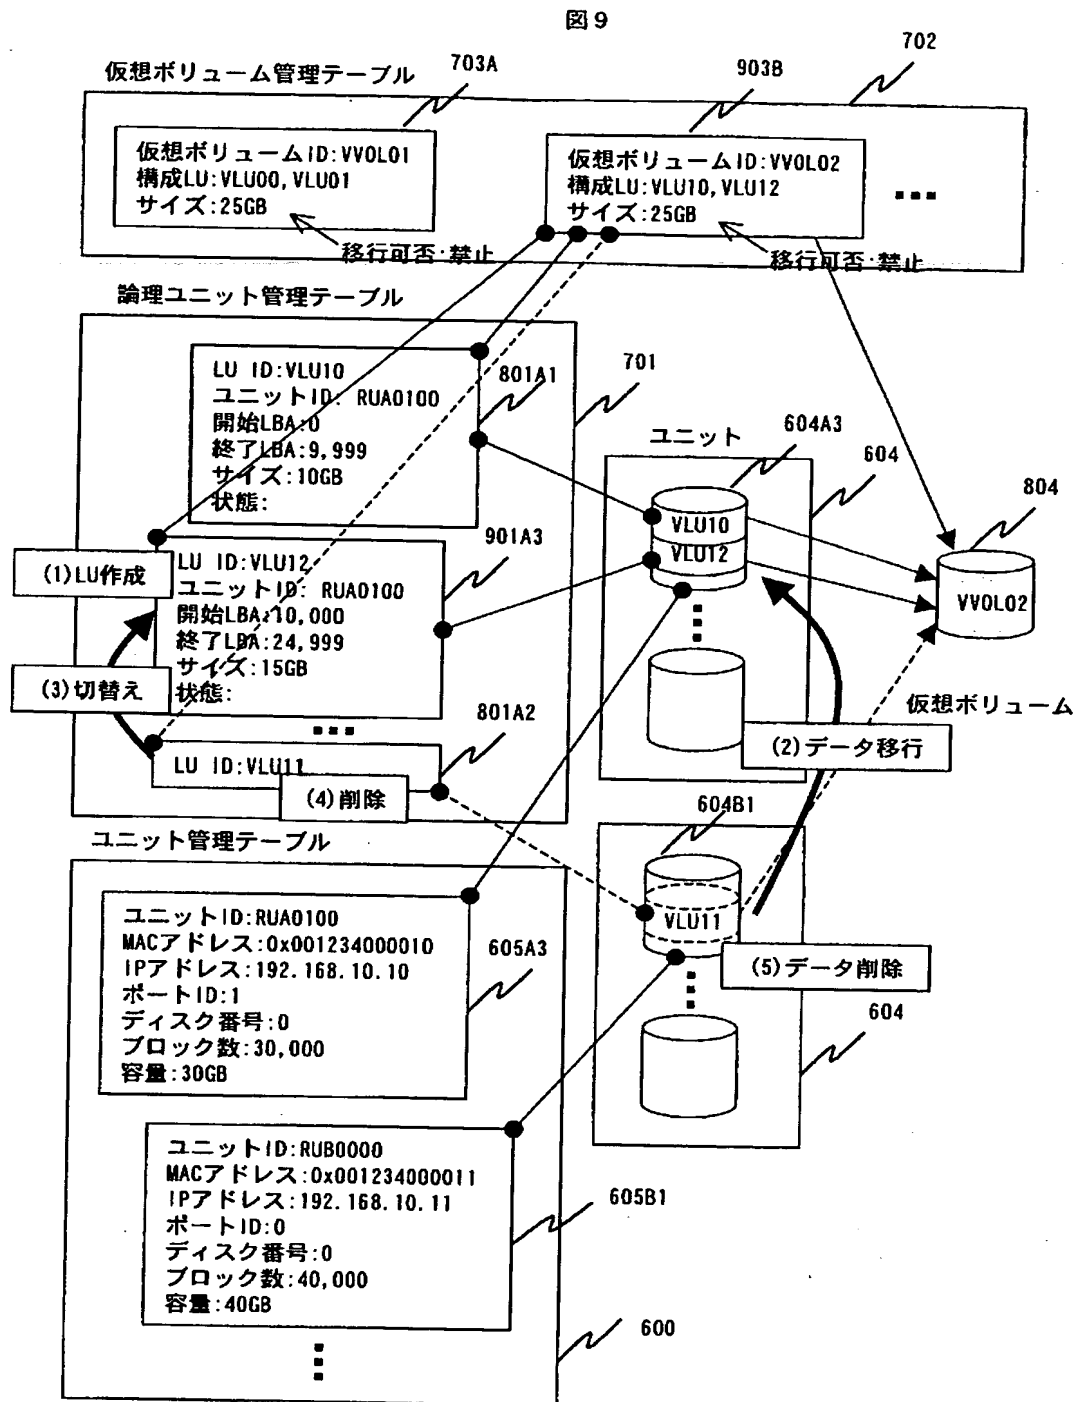 図9
702
仮想ボリューム管理テーブル
703A
903B
仮想ボリュームID:VVOL01
構成LU:VLU00,VLU01
サイズ:25GB
移行可否:禁止
仮想ボリュームID:VVOL02
構成LU:VLU10,VLU12
サイズ:25GB
移行可否:禁止
論理ユニット管理テーブル
701
LU ID:VLU10
ユニットID: RUA0100
開始LBA:0
終了LBA:9,999
サイズ:10GB
状態:
801A1
(1)LU作成
LU ID:VLU12
ユニットID: RUA0100
開始LBA:10,000
終了LBA:24,999
サイズ:15GB
状態:
901A3
(3)切替え
801A2
LU ID:VLU11
(4)削除
ユニット
604A3
604
VLU10
VLU12
804
VVOL02
仮想ボリューム
(2)データ移行
604B1
VLU11
(5)データ削除
604
ユニット管理テーブル
ユニットID:RUA0100
MACアドレス:0x001234000010
IPアドレス:192.168.10.10
ポートID:1
ディスク番号:0
ブロック数:30,000
容量:30GB
605A3
ユニットID:RUB0000
MACアドレス:0x001234000011
IPアドレス:192.168.10.11
ポートID:0
ディスク番号:0
ブロック数:40,000
容量:40GB
605B1
600